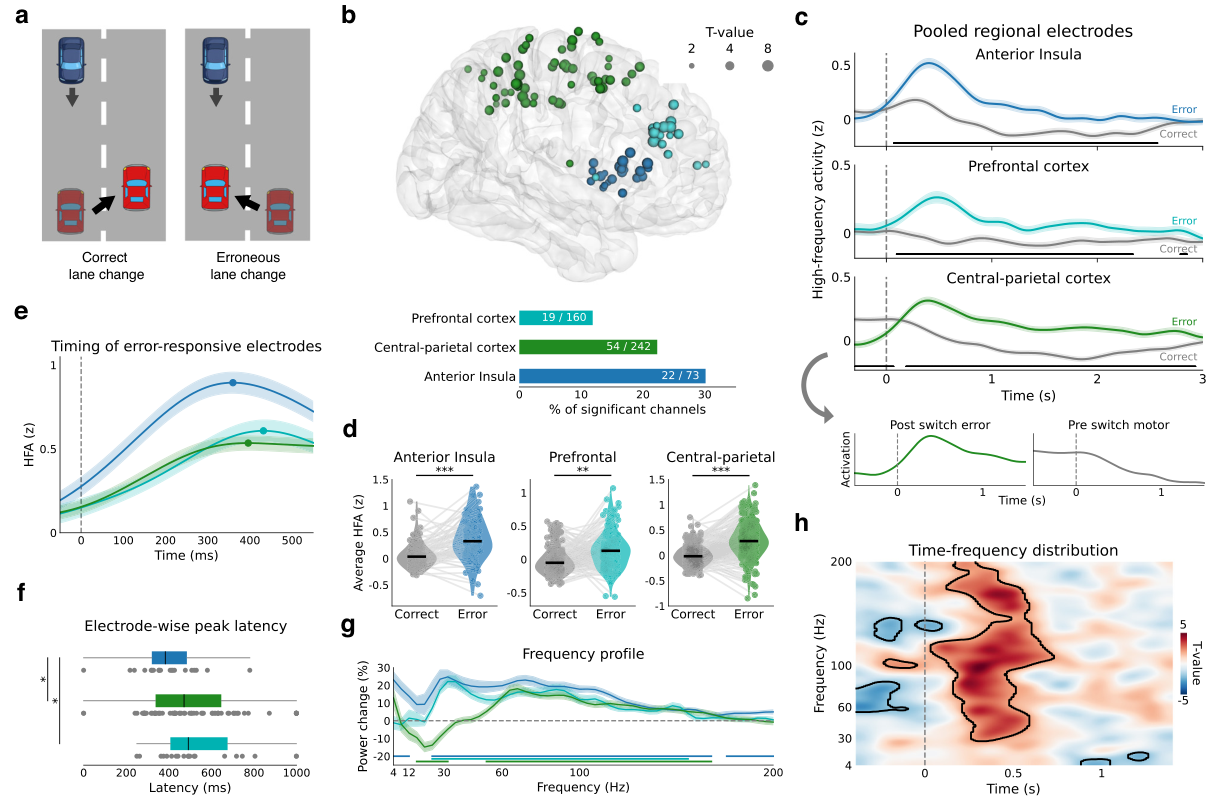 a
Correct
lane change
Erroneous
lane change
b
T-value
2
4
8
Prefrontal cortex
19 / 160
Central-parietal cortex
54 / 242
Anterior Insula
22 / 73
0
10
20
30
% of significant channels
c
Pooled regional electrodes
High-frequency activity (z)
Anterior Insula
0.5
0
Error
Correct
Prefrontal cortex
0.5
0
Error
Correct
Central-parietal cortex
0.5
0
Error
Correct
0
1
2
3
Time (s)
Activation
Post switch error
0
1
Pre switch motor
0
1
Time (s)
d
Average HFA (z)
Anterior Insula
***
1.5
1
0.5
0
-0.5
Correct
Error
Prefrontal
**
1
0.5
0
-0.5
Correct
Error
Central-parietal
***
1.5
1
0.5
0
-0.5
-1
Correct
Error
e
Timing of error-responsive electrodes
HFA (z)
1
0.5
0
0
100
200
300
400
500
Time (ms)
f
Electrode-wise peak latency
*
*
0
200
400
600
800
1000
Latency (ms)
g
Frequency profile
Power change (%)
30
20
10
0
-10
-20
4
12
30
60
100
200
Frequency (Hz)
h
Time-frequency distribution
Frequency (Hz)
200
100
60
30
4
0
0.5
1
Time (s)
5
-5
T-value